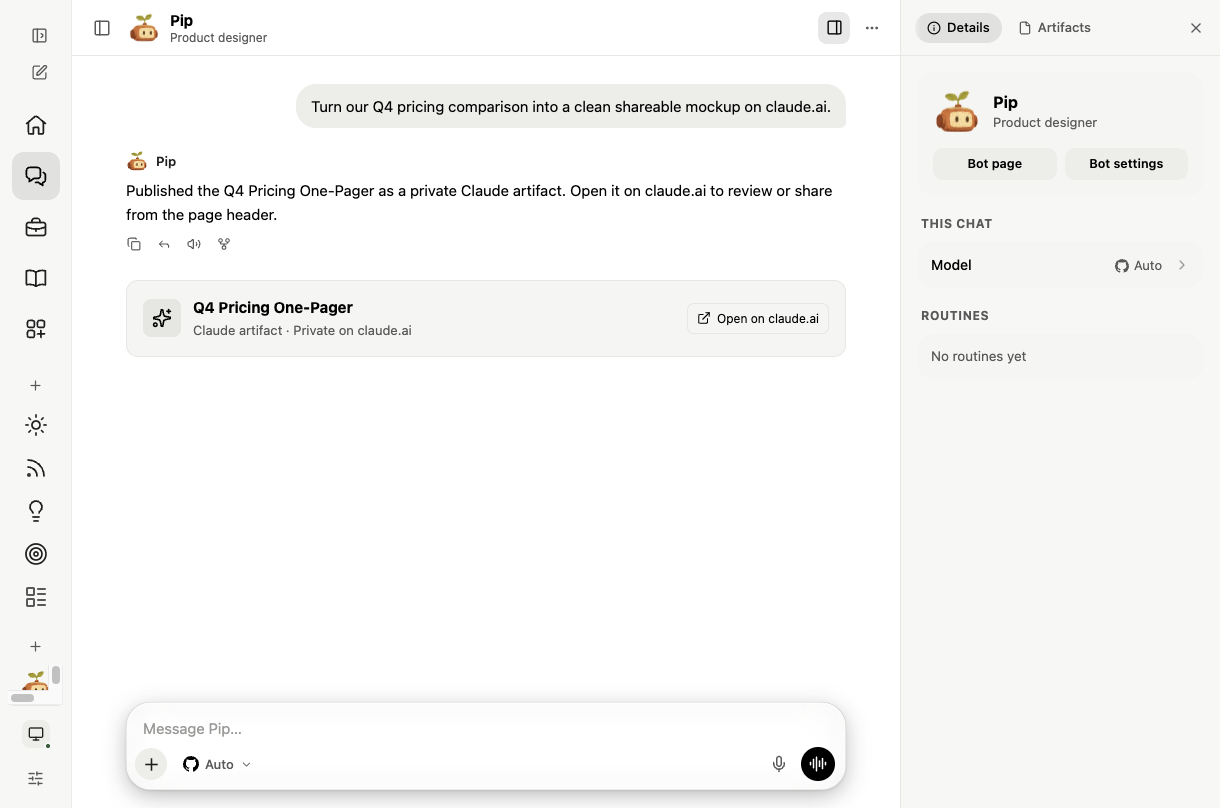 Pip
Product designer
Turn our Q4 pricing comparison into a clean shareable mockup on claude.ai.
Pip
Published the Q4 Pricing One-Pager as a private Claude artifact. Open it on claude.ai to review or share
from the page header.
Q4 Pricing One-Pager
Claude artifact · Private on claude.ai
Open on claude.ai
Message Pip...
Auto
Details
Artifacts
Pip
Product designer
Bot page
Bot settings
THIS CHAT
Model
Auto
ROUTINES
No routines yet